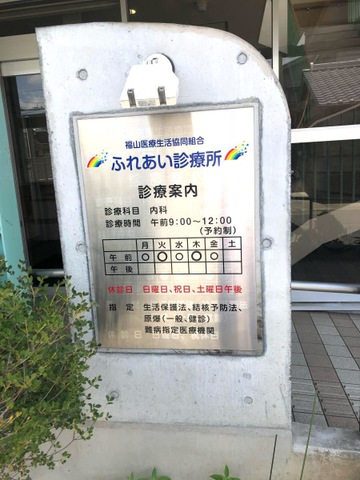 福山医療生活協同組合
ふれあい診療所
診療案内
診療科目 内科
診療時間 午前9:00〜12:00
(予約制)
月 火 水 木 金 土
午前 ○ ○ ○ ○ ○
午後
休診日 日曜日、祝日、土曜日午後
指定 生活保護法、結核予防法、
原爆(一般、健診)
難病指定医療機関